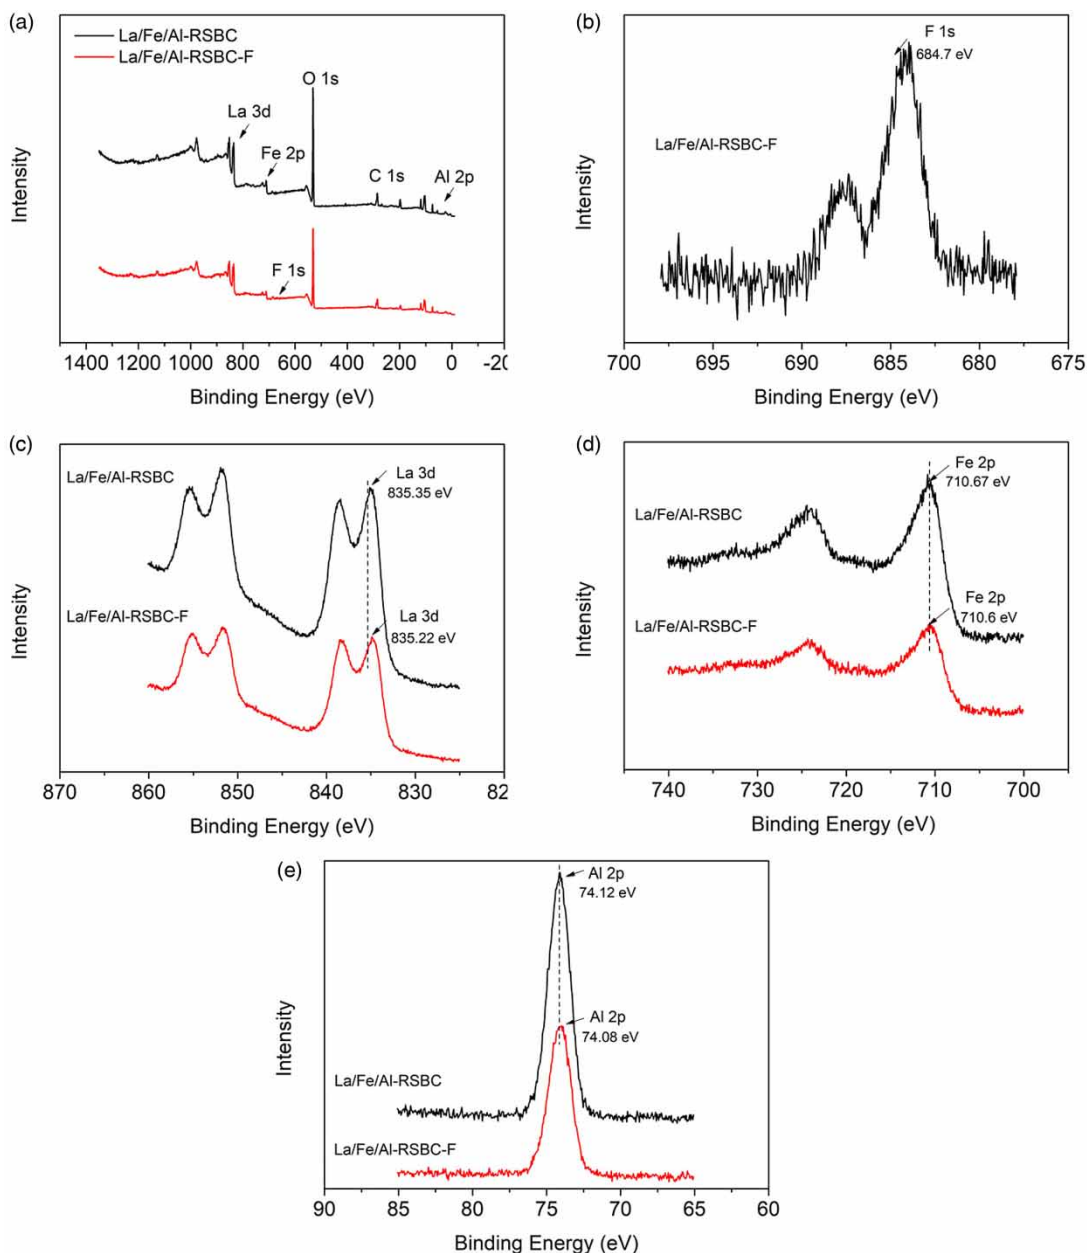 (a)
La/Fe/Al-RSBC
La/Fe/Al-RSBC-F
O 1s
La 3d
Fe 2p
C 1s
Al 2p
F 1s
Intensity
1400 1200 1000 800 600 400 200 0 -20
Binding Energy (eV)
(b)
F 1s
684.7 eV
La/Fe/Al-RSBC-F
Intensity
700 695 690 685 680 675
Binding Energy (eV)
(c)
La/Fe/Al-RSBC
La 3d
835.35 eV
La/Fe/Al-RSBC-F
La 3d
835.22 eV
Intensity
870 860 850 840 830 82
Binding Energy (eV)
(d)
Fe 2p
710.67 eV
La/Fe/Al-RSBC
Fe 2p
710.6 eV
La/Fe/Al-RSBC-F
Intensity
740 730 720 710 700
Binding Energy (eV)
(e)
Al 2p
74.12 eV
Al 2p
74.08 eV
La/Fe/Al-RSBC
La/Fe/Al-RSBC-F
Intensity
90 85 80 75 70 65 60
Binding Energy (eV)